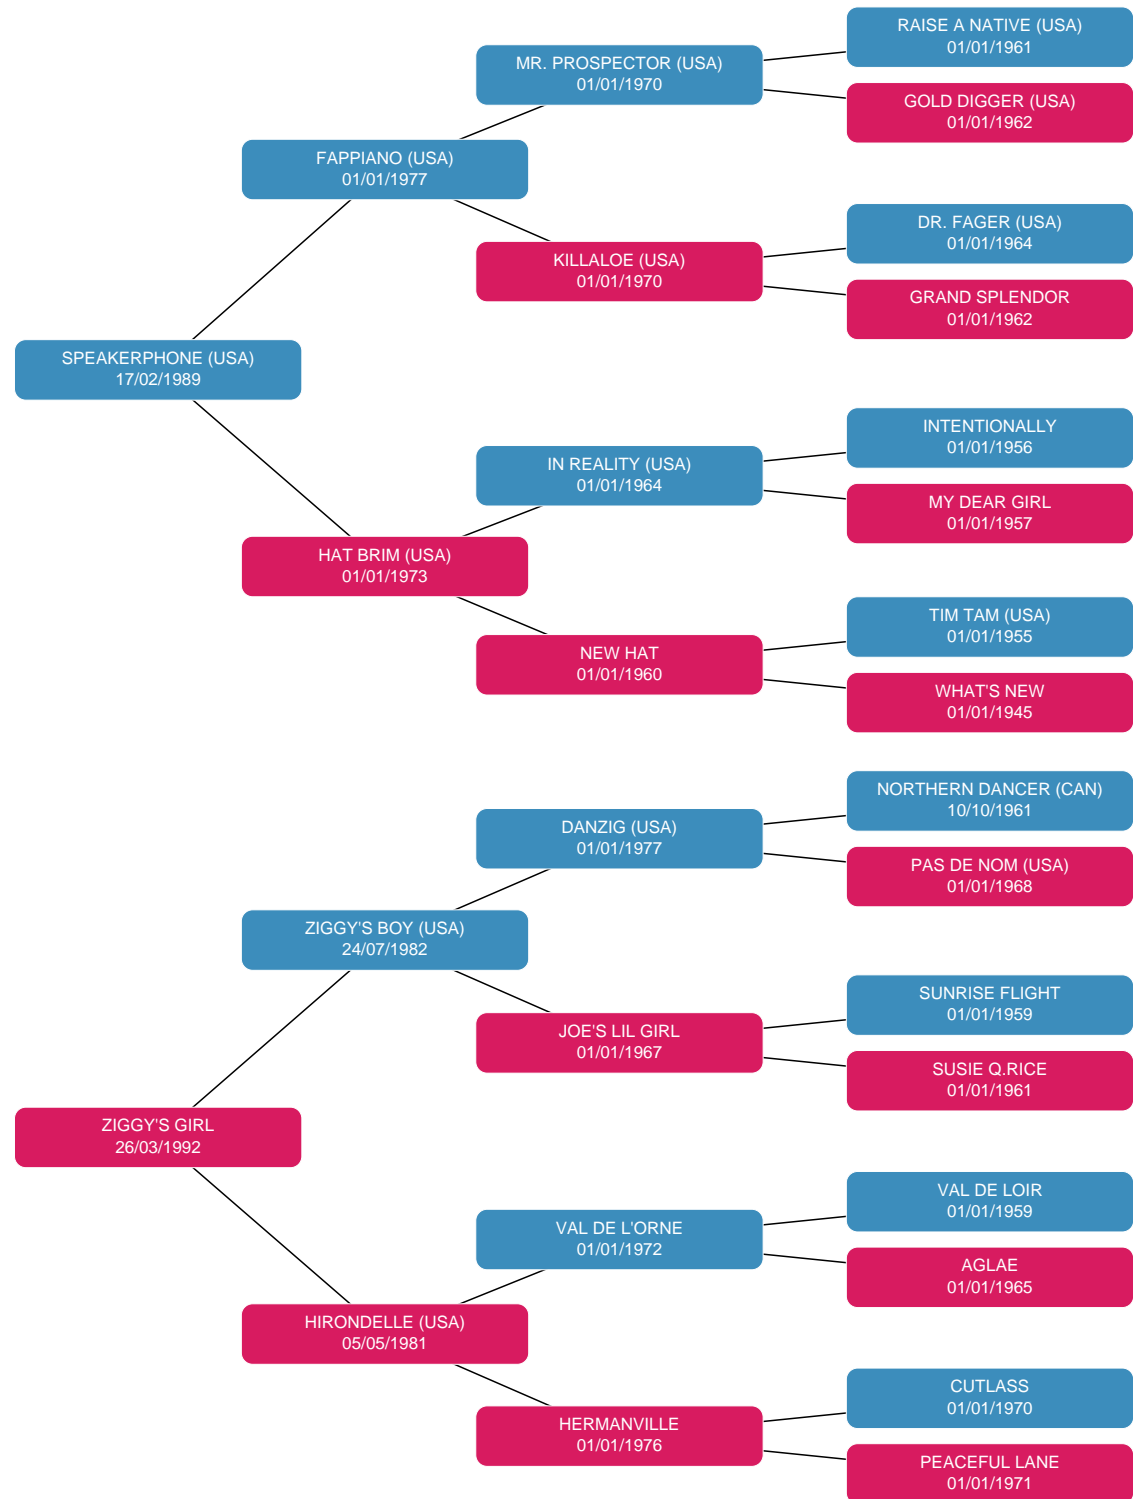 RAISE A NATIVE (USA)
01/01/1961
MR. PROSPECTOR (USA)
01/01/1970
GOLD DIGGER (USA)
01/01/1962
FAPPIANO (USA)
01/01/1977
DR. FAGER (USA)
01/01/1964
KILLALOE (USA)
01/01/1970
GRAND SPLENDOR
01/01/1962
SPEAKERPHONE (USA)
17/02/1989
INTENTIONALLY
01/01/1956
IN REALITY (USA)
01/01/1964
MY DEAR GIRL
01/01/1957
HAT BRIM (USA)
01/01/1973
TIM TAM (USA)
01/01/1955
NEW HAT
01/01/1960
WHAT'S NEW
01/01/1945
NORTHERN DANCER (CAN)
10/10/1961
DANZIG (USA)
01/01/1977
PAS DE NOM (USA)
01/01/1968
ZIGGY'S BOY (USA)
24/07/1982
SUNRISE FLIGHT
01/01/1959
JOE'S LIL GIRL
01/01/1967
SUSIE Q.RICE
01/01/1961
ZIGGY'S GIRL
26/03/1992
VAL DE LOIR
01/01/1959
VAL DE L'ORNE
01/01/1972
AGLAE
01/01/1965
HIRONDELLE (USA)
05/05/1981
CUTLASS
01/01/1970
HERMANVILLE
01/01/1976
PEACEFUL LANE
01/01/1971